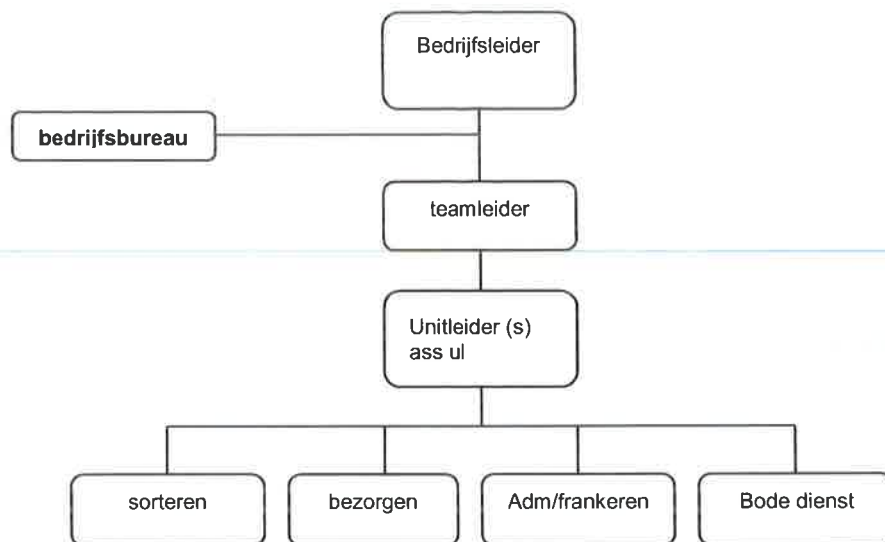 Bedrijfsleider
bedrijfsbureau
teamleider
Unitleider (s)
ass ul
sorteren
bezorgen
Adm/frankeren
Bode dienst